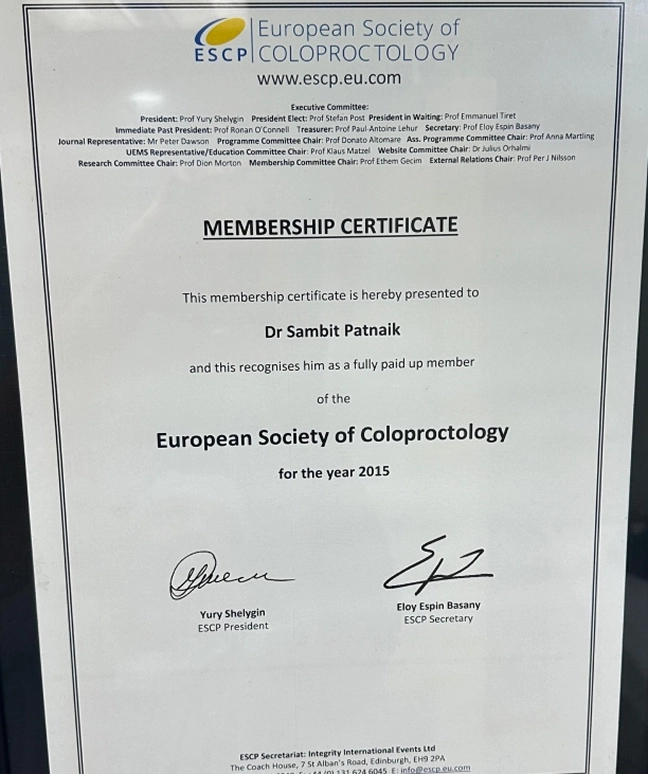 ESCP
European Society of
COLOPROCTOLOGY
www.escp.eu.com
Executive Committee:
President: Prof Yury Shelygin President Elect: Prof Stefan Post President in Waiting: Prof Emmanuel Tiret
Immediate Past President: Prof Ronan O'Connell Treasurer: Prof Paul-Antoine Lehur Secretary: Prof Eloy Espin Basany
Journal Representative: Mr Peter Dawson Programme Committee Chair: Prof Donato Altomare Ass. Programme Committee Chair: Prof Anna Martling
UEMS Representative/Education Committee Chair: Prof Klaus Matzel Website Committee Chair: Dr Julius Orhalmi
Research Committee Chair: Prof Dion Morton Membership Committee Chair: Prof Ethem Gecim External Relations Chair: Prof Per J Nilsson
MEMBERSHIP CERTIFICATE
This membership certificate is hereby presented to
Dr Sambit Patnaik
and this recognises him as a fully paid up member
of the
European Society of Coloproctology
for the year 2015
Yury Shelygin
ESCP President
Eloy Espin Basany
ESCP Secretary
ESCP Secretariat: Integrity International Events Ltd
The Coach House, 7 St Alban's Road, Edinburgh, EH9 2PA
131 624 6045 E: info@escp.eu.com